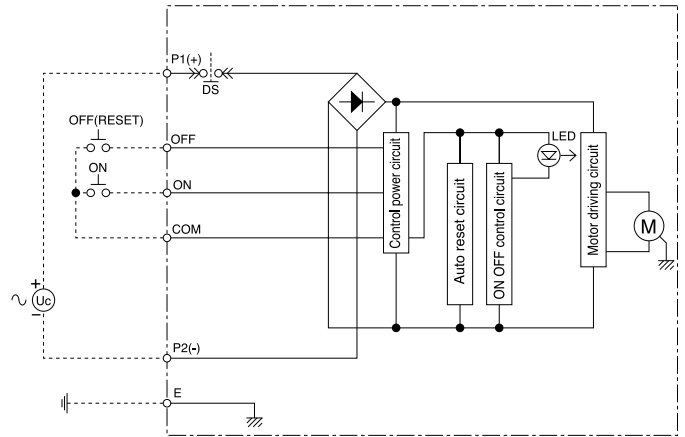 P1(+)
DS
OFF(RESET)
OFF
LED
ON
ON
COM
Control power circuit
Auto reset circuit
ON OFF control circuit
Motor driving circuit
M
+
∿ Uc
−
P2(-)
E